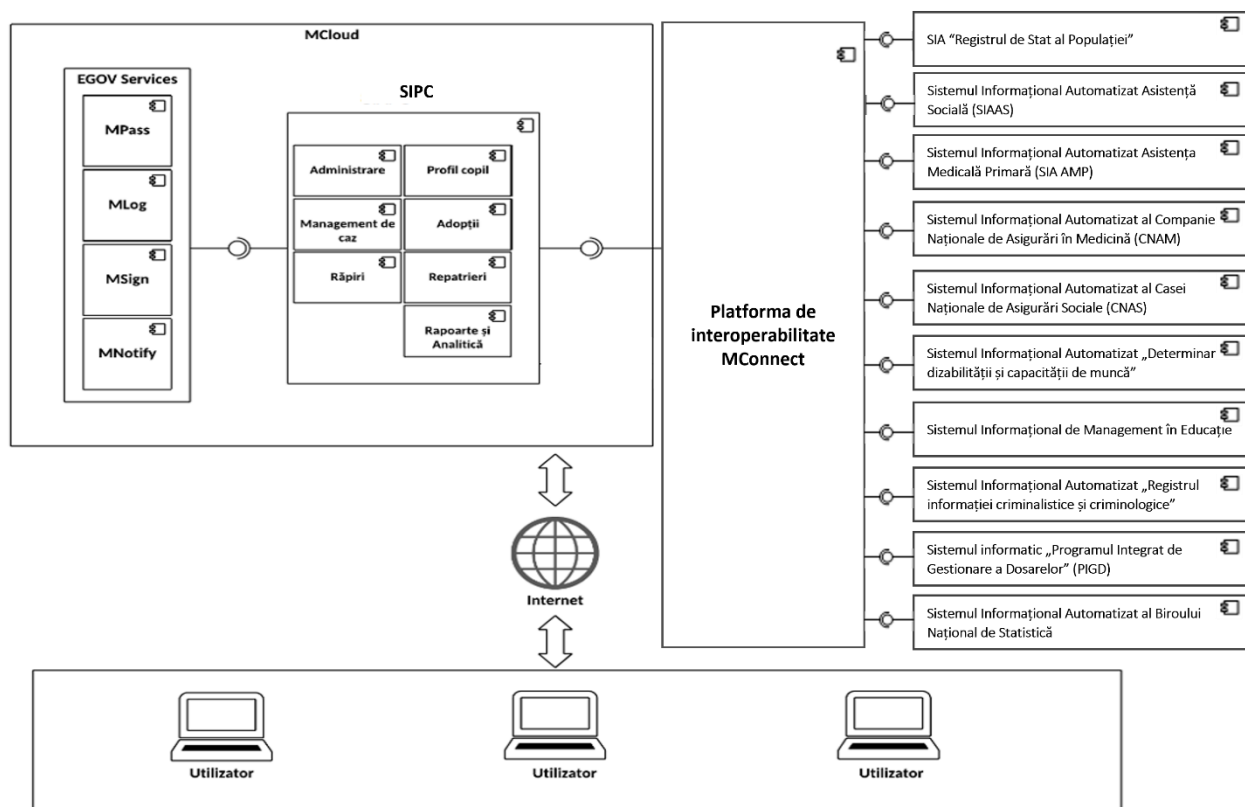 MCloud
EGOV Services
MPass
MLog
MSign
MNotify
SIPC
Administrare
Profil copil
Management de
caz
Adopții
Răpiri
Repatrieri
Rapoarte și
Analitică
Platforma de
interoperabilitate
MConnect
SIA “Registrul de Stat al Populației”
Sistemul Informațional Automatizat Asistență
Socială (SIAAS)
Sistemul Informațional Automatizat Asistența
Medicală Primară (SIA AMP)
Sistemul Informațional Automatizat al Companie
Naționale de Asigurări în Medicină (CNAM)
Sistemul Informațional Automatizat al Casei
Naționale de Asigurări Sociale (CNAS)
Sistemul Informațional Automatizat „Determinar
dizabilității și capacității de muncă”
Sistemul Informațional de Management în Educație
Sistemul Informațional Automatizat „Registrul
informației criminalistice și criminologice”
Sistemul informatic „Programul Integrat de
Gestionare a Dosarelor” (PIGD)
Sistemul Informațional Automatizat al Biroului
Național de Statistică
Internet
Utilizator
Utilizator
Utilizator